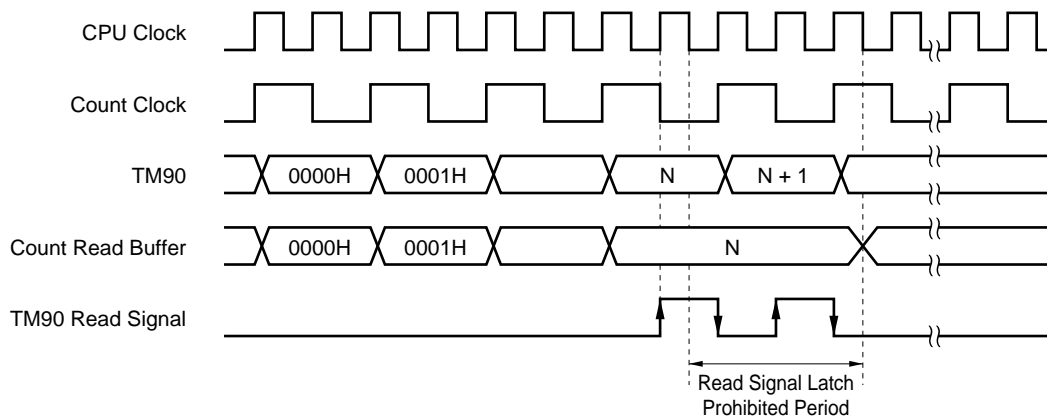 CPU Clock
Count Clock
TM90 0000H 0001H N N + 1
Count Read Buffer 0000H 0001H N
TM90 Read Signal
Read Signal Latch
Prohibited Period